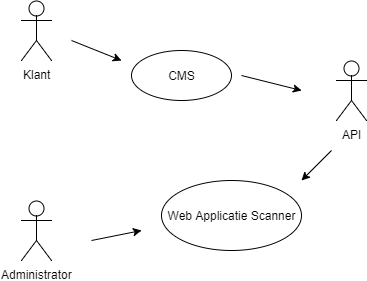 Klant
CMS
API
Web Applicatie Scanner
Administrator